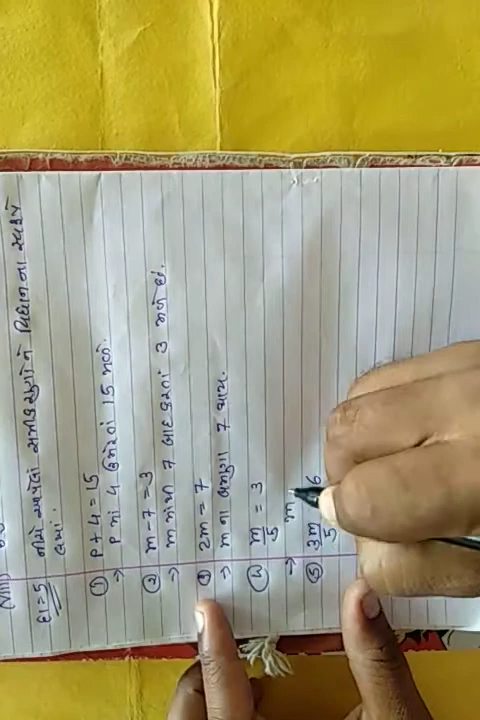 (VIII)
દા=5 નીચે આપેલાં સમીકરણોને વિધાનના સ્વરૂપે
લખો.
① P + 4 = 15
→ P માં 4 ઉમેરતાં 15 મળે.
② m - 7 = 3
→ m માંથી 7 બાદ કરતાં 3 મળે છે.
③ 2m = 7
→ m ના બમણા 7 થાય.
④ m/5 = 3
→ m
⑤ 3m/5 6